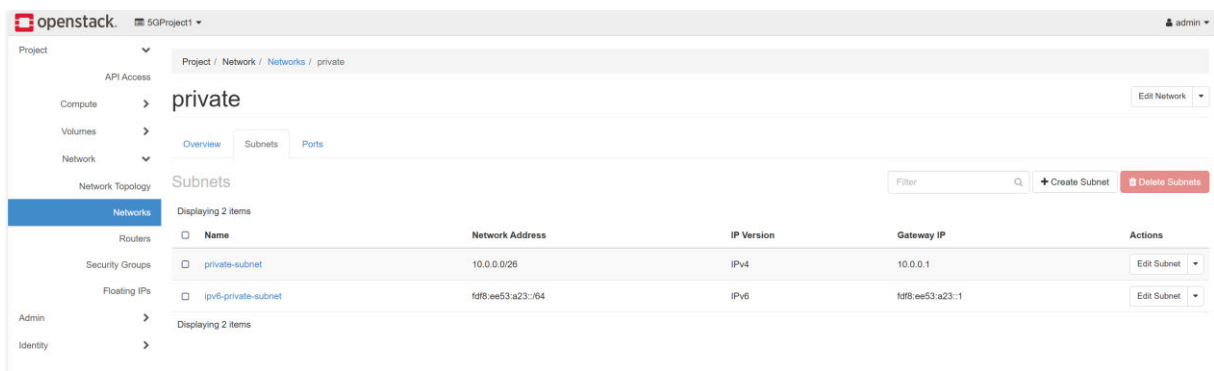 openstack. 5GProject1 admin
Project
API Access
Compute
Volumes
Network
Network Topology
Networks
Routers
Security Groups
Floating IPs
Admin
Identity
Project / Network / Networks / private
private
Edit Network
Overview Subnets Ports
Subnets
Filter + Create Subnet Delete Subnets
Displaying 2 items
Name Network Address IP Version Gateway IP Actions
private-subnet 10.0.0.0/26 IPv4 10.0.0.1 Edit Subnet
ipv6-private-subnet fdf8:ee53:a23::/64 IPv6 fdf8:ee53:a23::1 Edit Subnet
Displaying 2 items